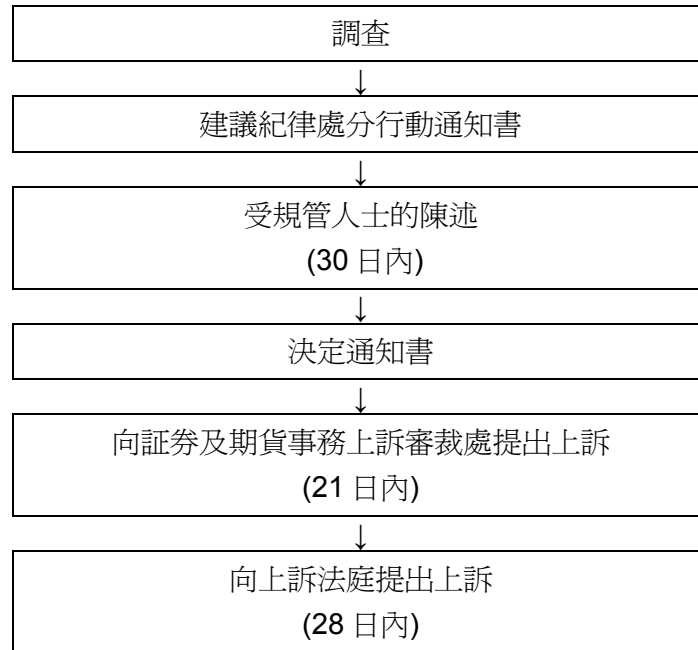 調查
↓
建議紀律處分行動通知書
↓
受規管人士的陳述
(30 日內)
↓
決定通知書
↓
向証券及期貨事務上訴審裁處提出上訴
(21 日內)
↓
向上訴法庭提出上訴
(28 日內)